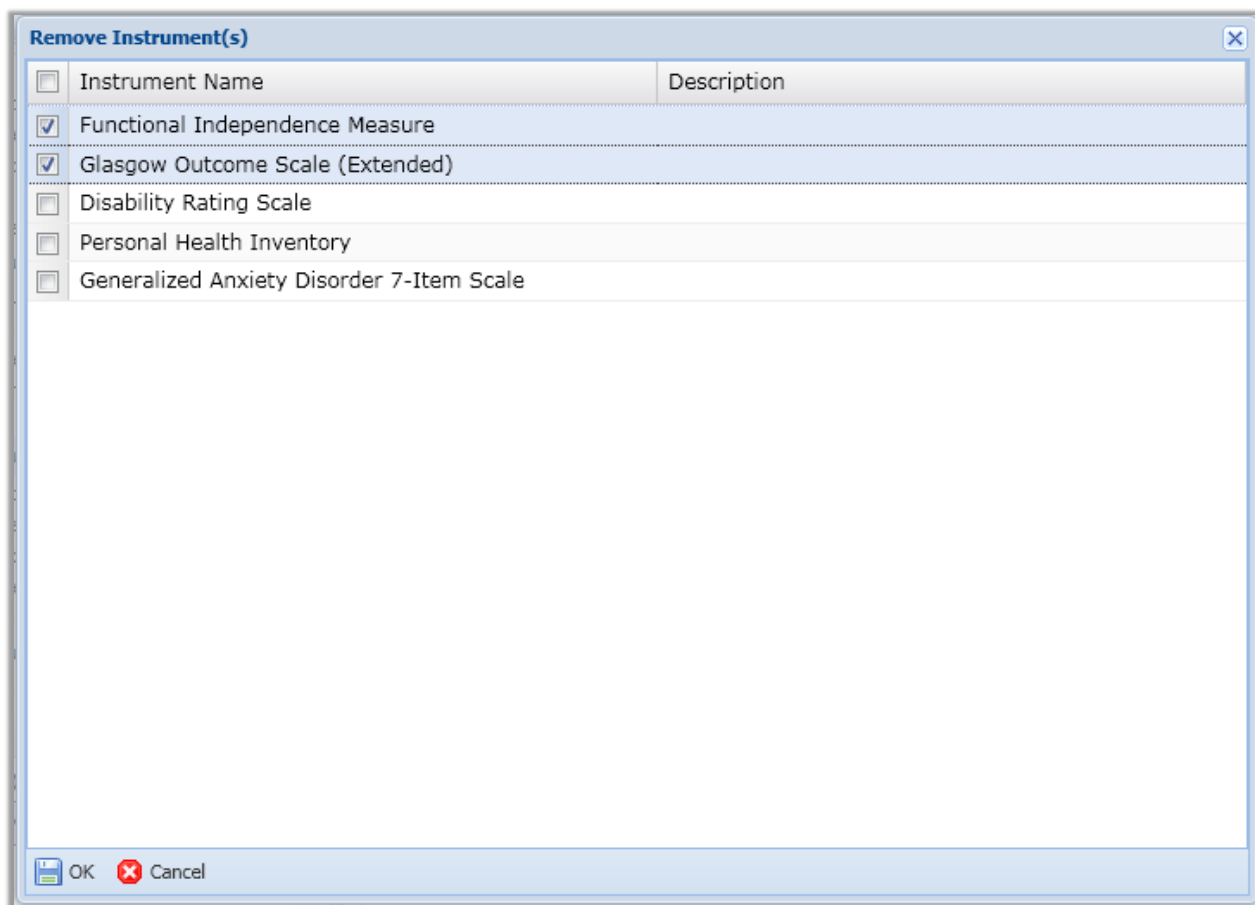 Remove Instrument(s)
Instrument Name Description
Functional Independence Measure
Glasgow Outcome Scale (Extended)
Disability Rating Scale
Personal Health Inventory
Generalized Anxiety Disorder 7-Item Scale
OK Cancel